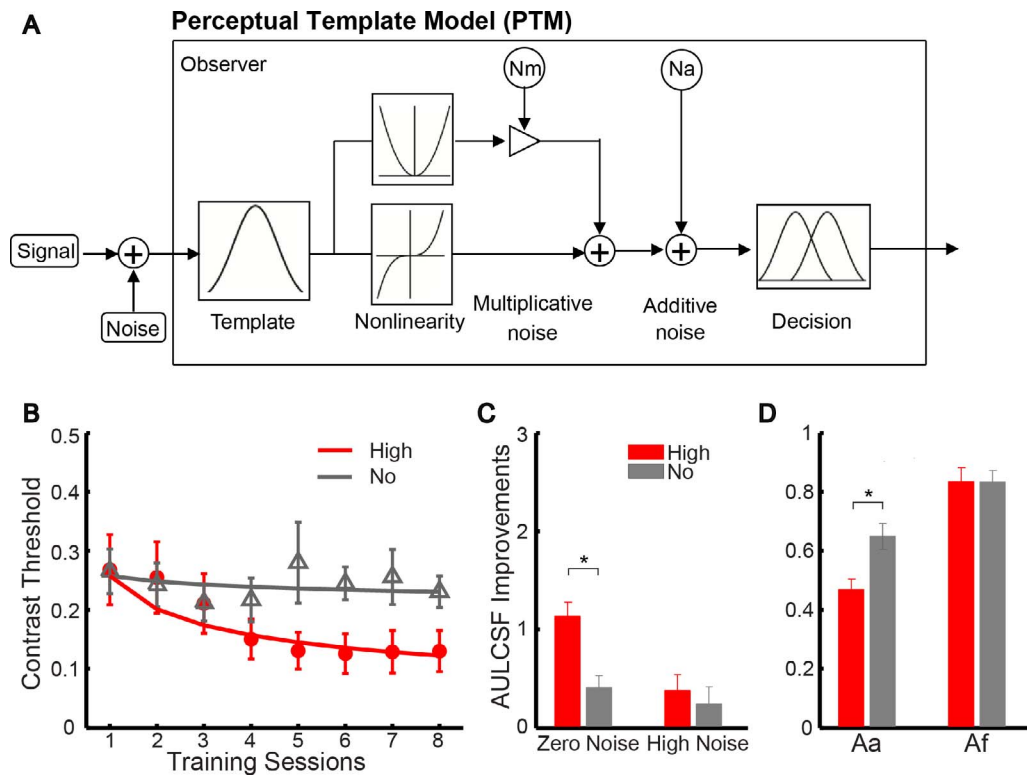 A
Perceptual Template Model (PTM)
Observer
Nm
Na
Signal
+
Noise
Template
Nonlinearity
+
Multiplicative
noise
+
Additive
noise
Decision
B
Contrast Threshold
0.5
0.4
0.3
0.2
0.1
0
High
No
1 2 3 4 5 6 7 8
Training Sessions
C
AULCSF Improvements
3
2
1
0
High
No
*
Zero Noise High Noise
D
1
0.8
0.6
0.4
0.2
0
*
Aa Af